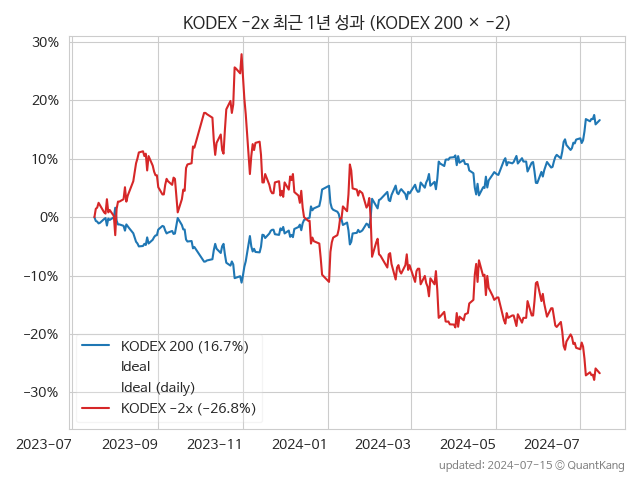 KODEX −2x 최근 1년 성과 (KODEX 200 × −2)
30%
20%
10%
0%
−10%
−20%
−30%
KODEX 200 (16.7%)
Ideal
Ideal (daily)
KODEX −2x (−26.8%)
2023−07
2023−09
2023−11
2024−01
2024−03
2024−05
2024−07
updated: 2024−07−15 © QuantKang